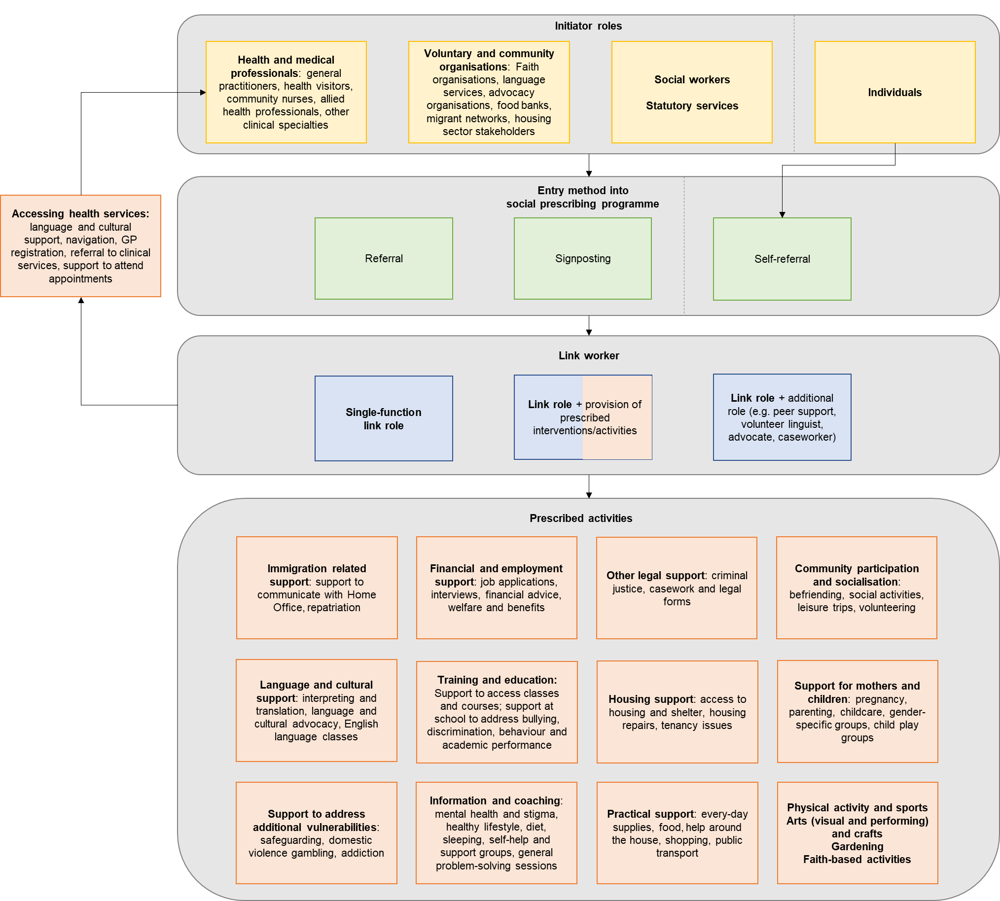 Initiator roles
Health and medical
professionals: general
practitioners, health visitors,
community nurses, allied
health professionals, other
clinical specialties
Voluntary and community
organisations: Faith
organisations, language
services, advocacy
organisations, food banks,
migrant networks, housing
sector stakeholders
Social workers
Statutory services
Individuals
Accessing health services:
language and cultural
support, navigation, GP
registration, referral to clinical
services, support to attend
appointments
Entry method into
social prescribing programme
Referral
Signposting
Self-referral
Link worker
Single-function
link role
Link role + provision of
prescribed
interventions/activities
Link role + additional
role (e.g. peer support,
volunteer linguist,
advocate, caseworker)
Prescribed activities
Immigration related
support: support to
communicate with Home
Office, repatriation
Financial and employment
support: job applications,
interviews, financial advice,
welfare and benefits
Other legal support: criminal
justice, casework and legal
forms
Community participation
and socialisation:
befriending, social activities,
leisure trips, volunteering
Language and cultural
support: interpreting and
translation, language and
cultural advocacy, English
language classes
Training and education:
Support to access classes
and courses; support at
school to address bullying,
discrimination, behaviour and
academic performance
Housing support: access to
housing and shelter, housing
repairs, tenancy issues
Support for mothers and
children: pregnancy,
parenting, childcare, gender-
specific groups, child play
groups
Support to address
additional vulnerabilities:
safeguarding, domestic
violence gambling, addiction
Information and coaching:
mental health and stigma,
healthy lifestyle, diet,
sleeping, self-help and
support groups, general
problem-solving sessions
Practical support: every-day
supplies, food, help around
the house, shopping, public
transport
Physical activity and sports
Arts (visual and performing)
and crafts
Gardening
Faith-based activities